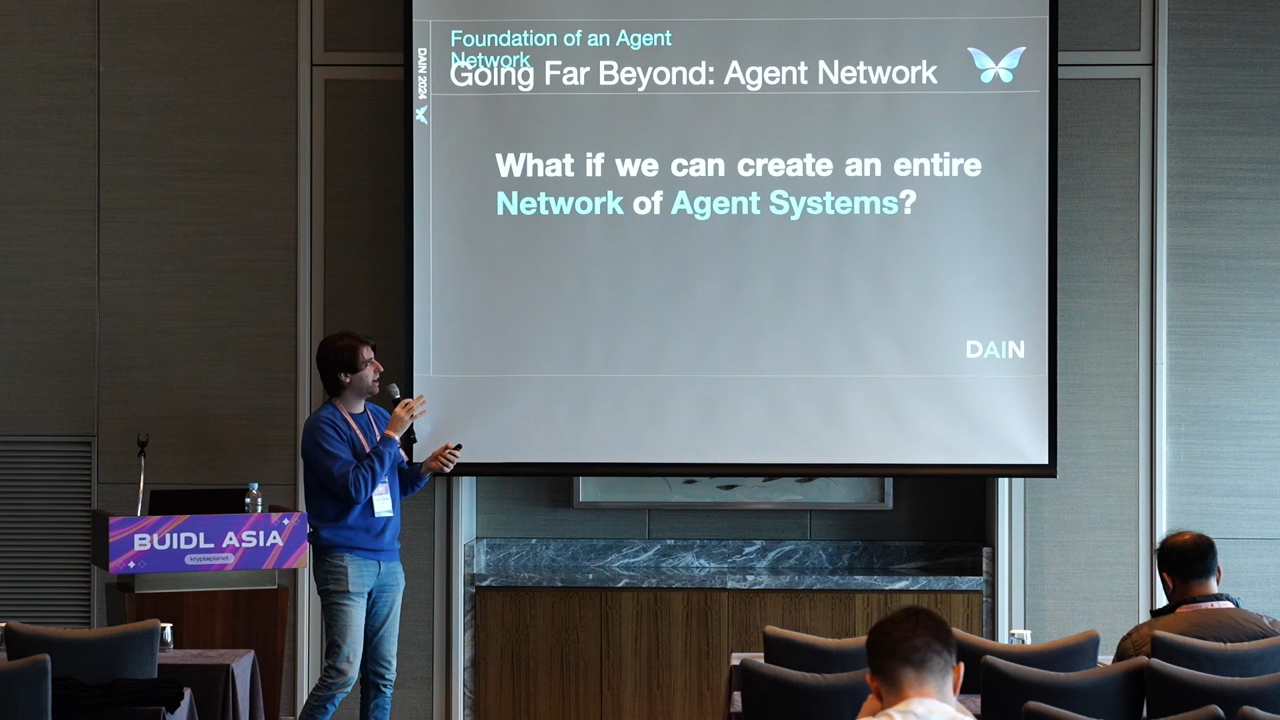 Foundation of an Agent
Network
Going Far Beyond: Agent Network
DAIN 2024
What if we can create an entire
Network of Agent Systems?
DAIN
BUIDL ASIA
kryptoplanet